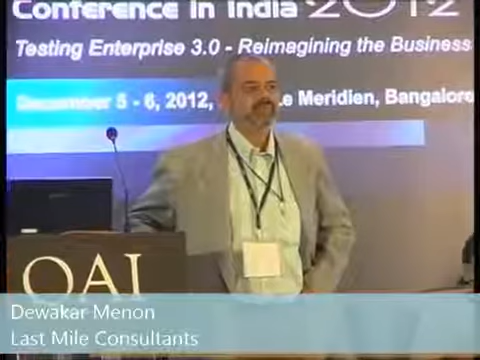 Conference in India 2012
Testing Enterprise 3.0 - Reimagining the Business
December 5 - 6, 2012, Le Meridien, Bangalore
QAI
Dewakar Menon
Last Mile Consultants